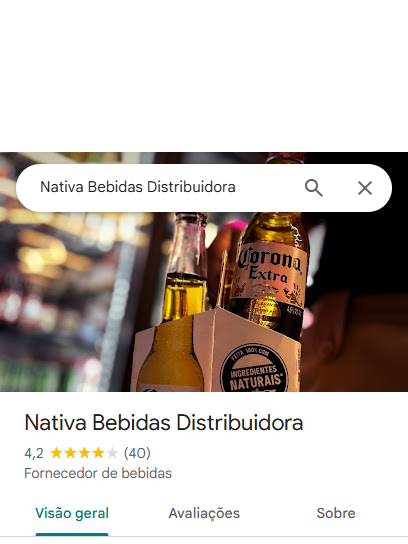 Nativa Bebidas Distribuidora
Corona
Extra
FEITA 100% COM
INGREDIENTES
NATURAIS*
Nativa Bebidas Distribuidora
4,2 (40)
Fornecedor de bebidas
Visão geral Avaliações Sobre